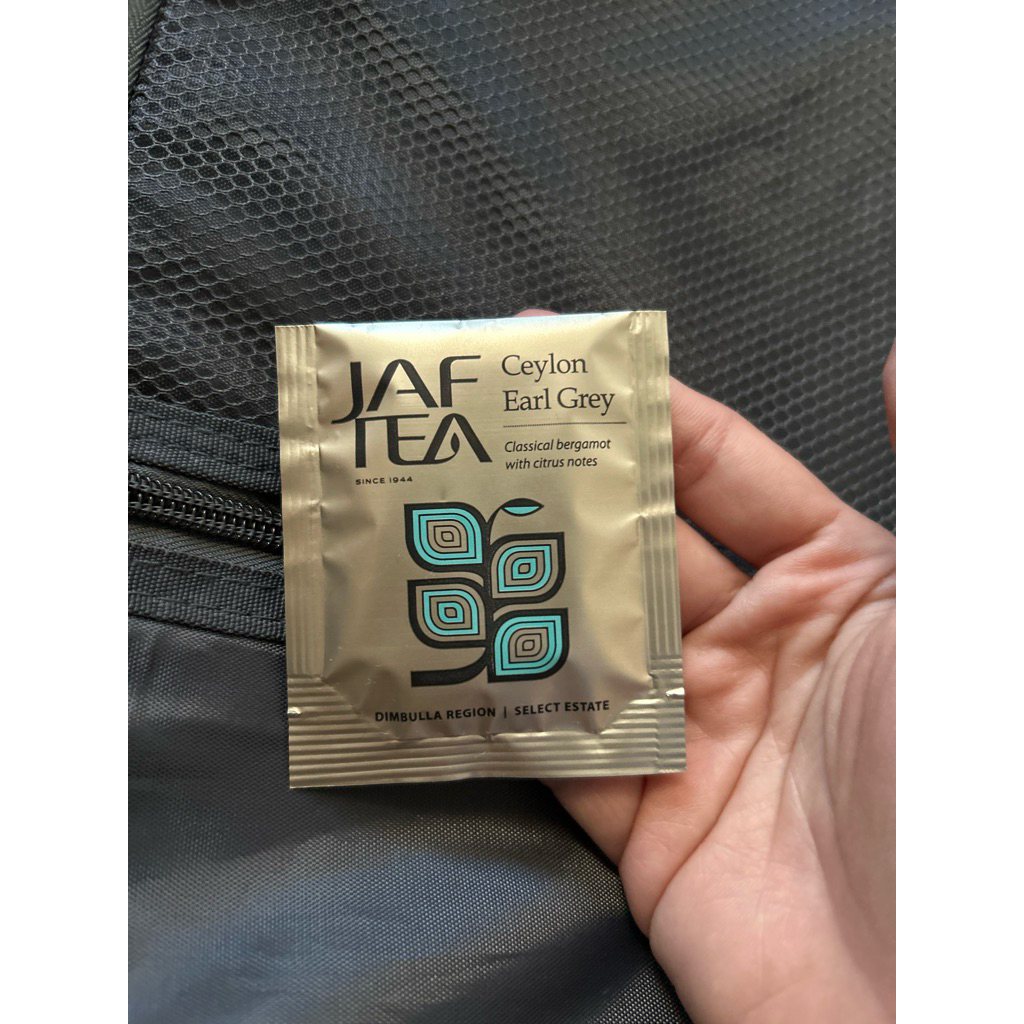 JAF
TEA
SINCE 1944
Ceylon
Earl Grey
Classical bergamot
with citrus notes
DIMBULLA REGION | SELECT ESTATE